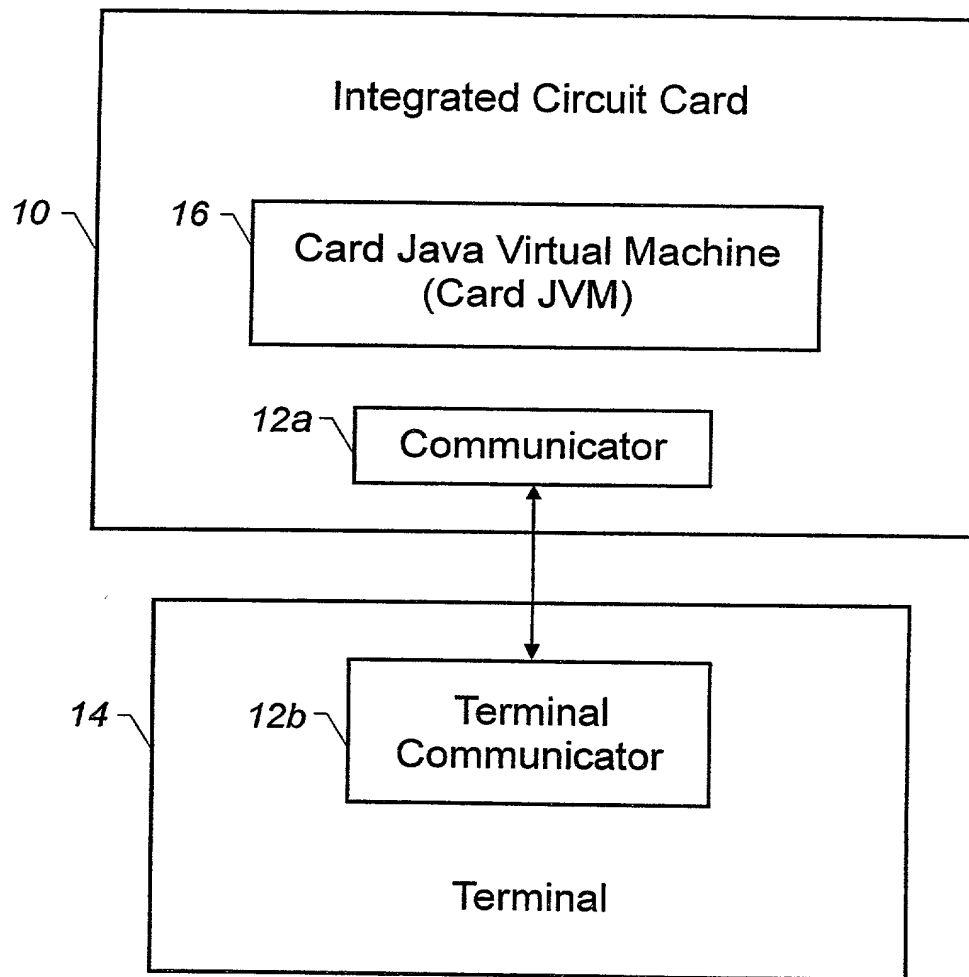 Integrated Circuit Card
10
16
Card Java Virtual Machine
(Card JVM)
12a
Communicator
14
12b
Terminal
Communicator
Terminal